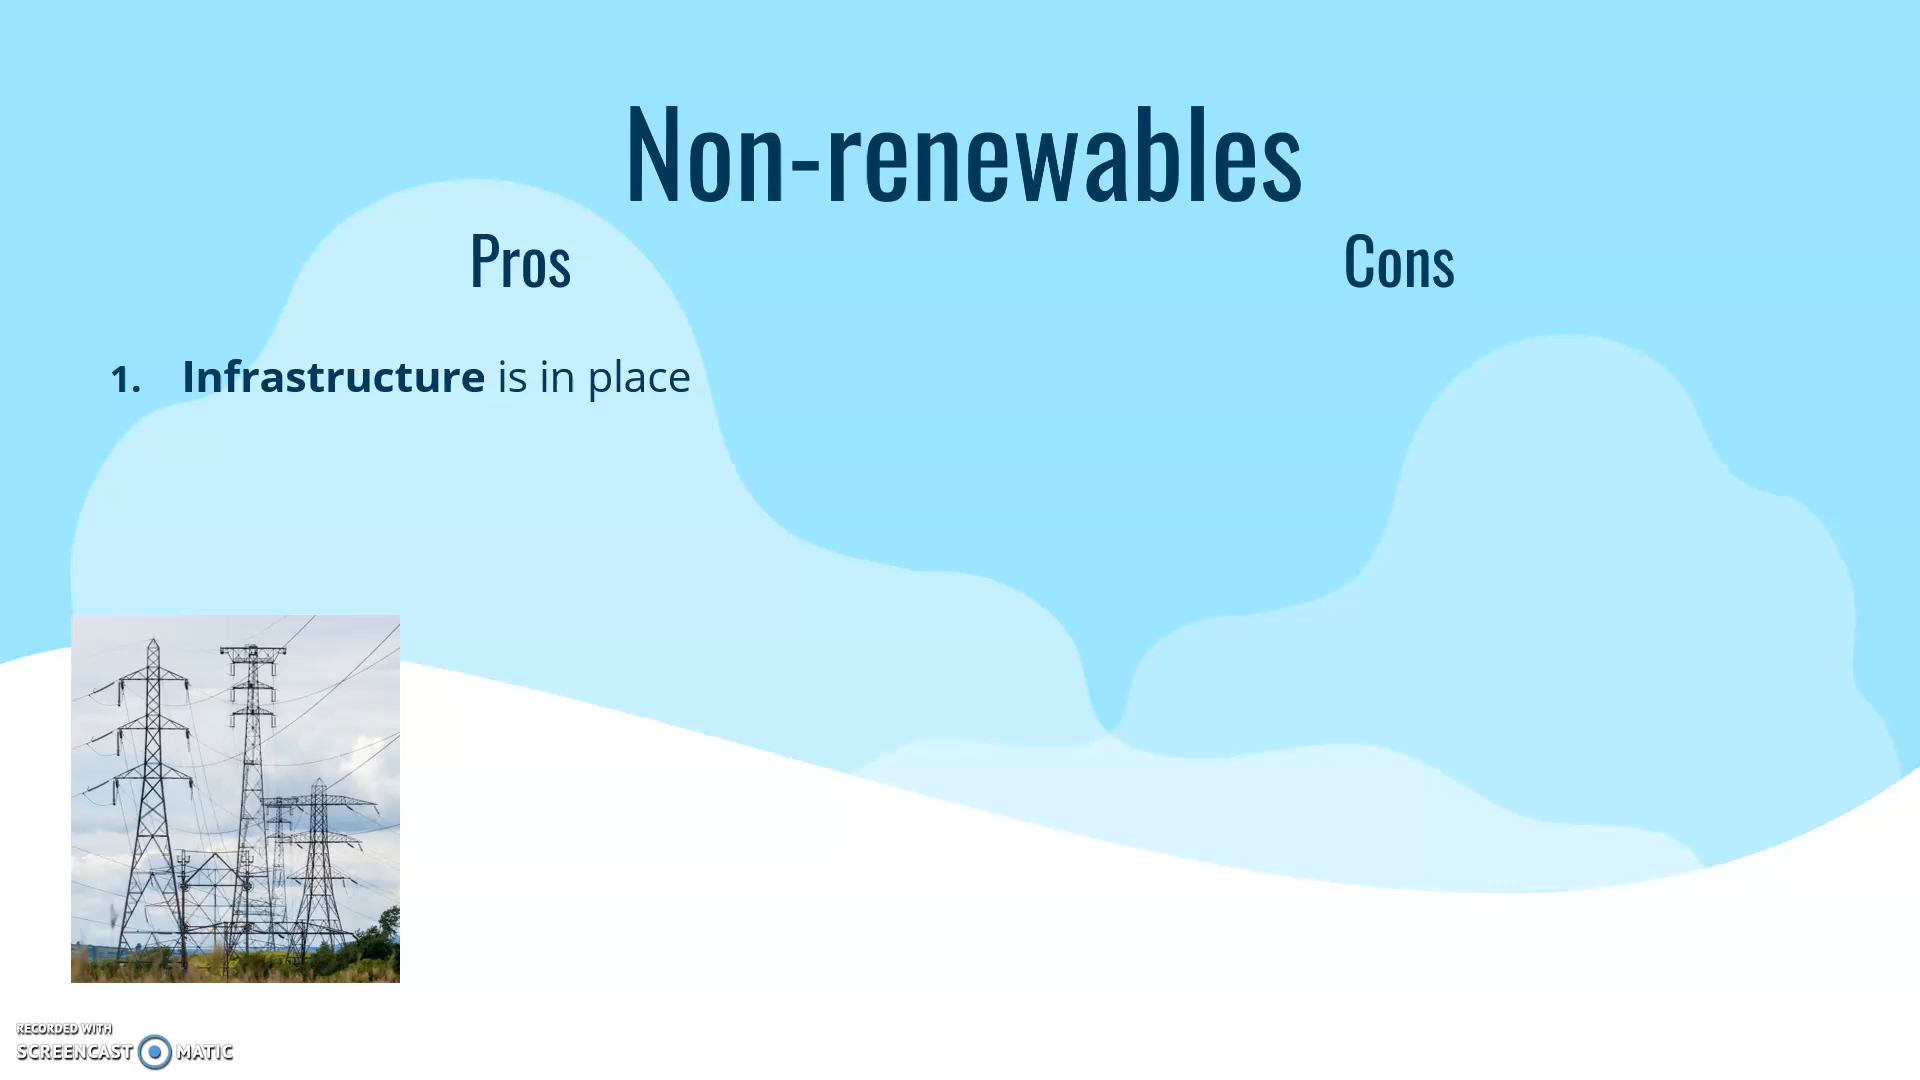 Non-renewables
Pros
Cons
1. Infrastructure is in place
RECORDED WITH
SCREENCAST MATIC